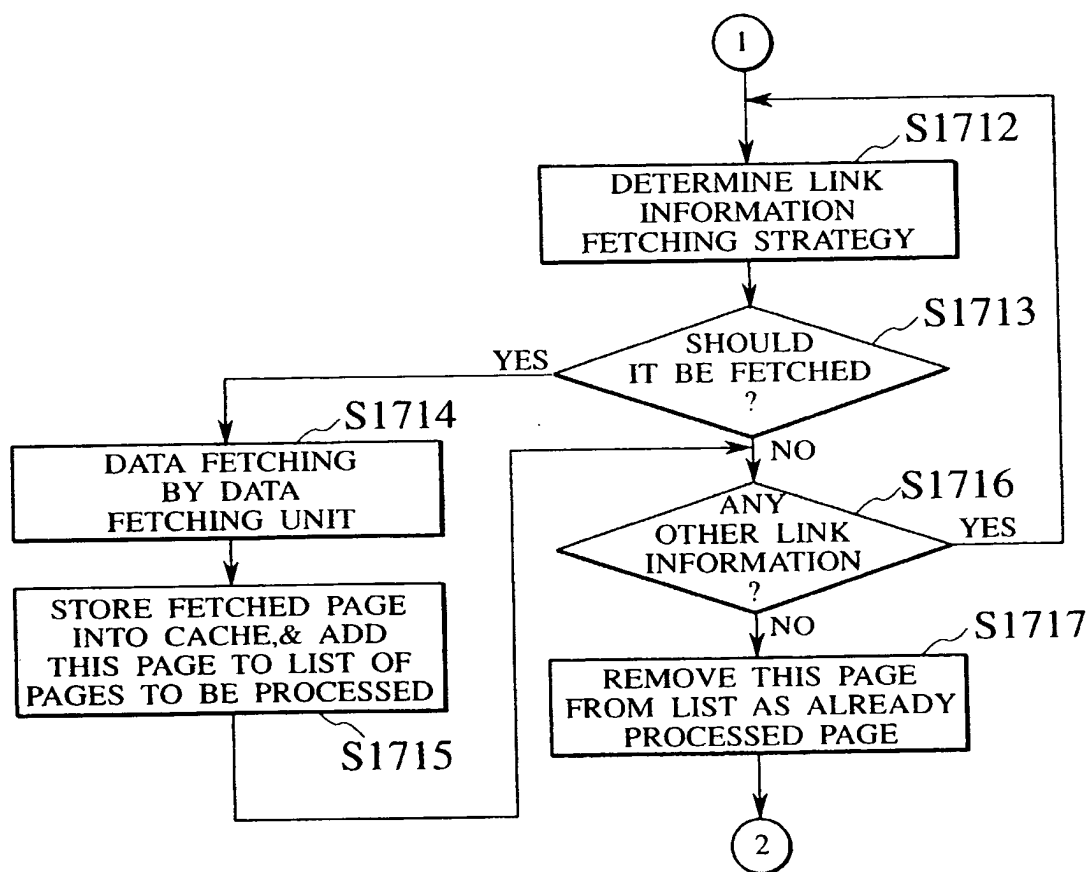 1
S1712
DETERMINE LINK
INFORMATION
FETCHING STRATEGY
S1713
SHOULD
IT BE FETCHED
?
YES
NO
S1714
DATA FETCHING
BY DATA
FETCHING UNIT
STORE FETCHED PAGE
INTO CACHE,& ADD
THIS PAGE TO LIST OF
PAGES TO BE PROCESSED
S1715
S1716
ANY
OTHER LINK
INFORMATION
?
YES
NO
S1717
REMOVE THIS PAGE
FROM LIST AS ALREADY
PROCESSED PAGE
2